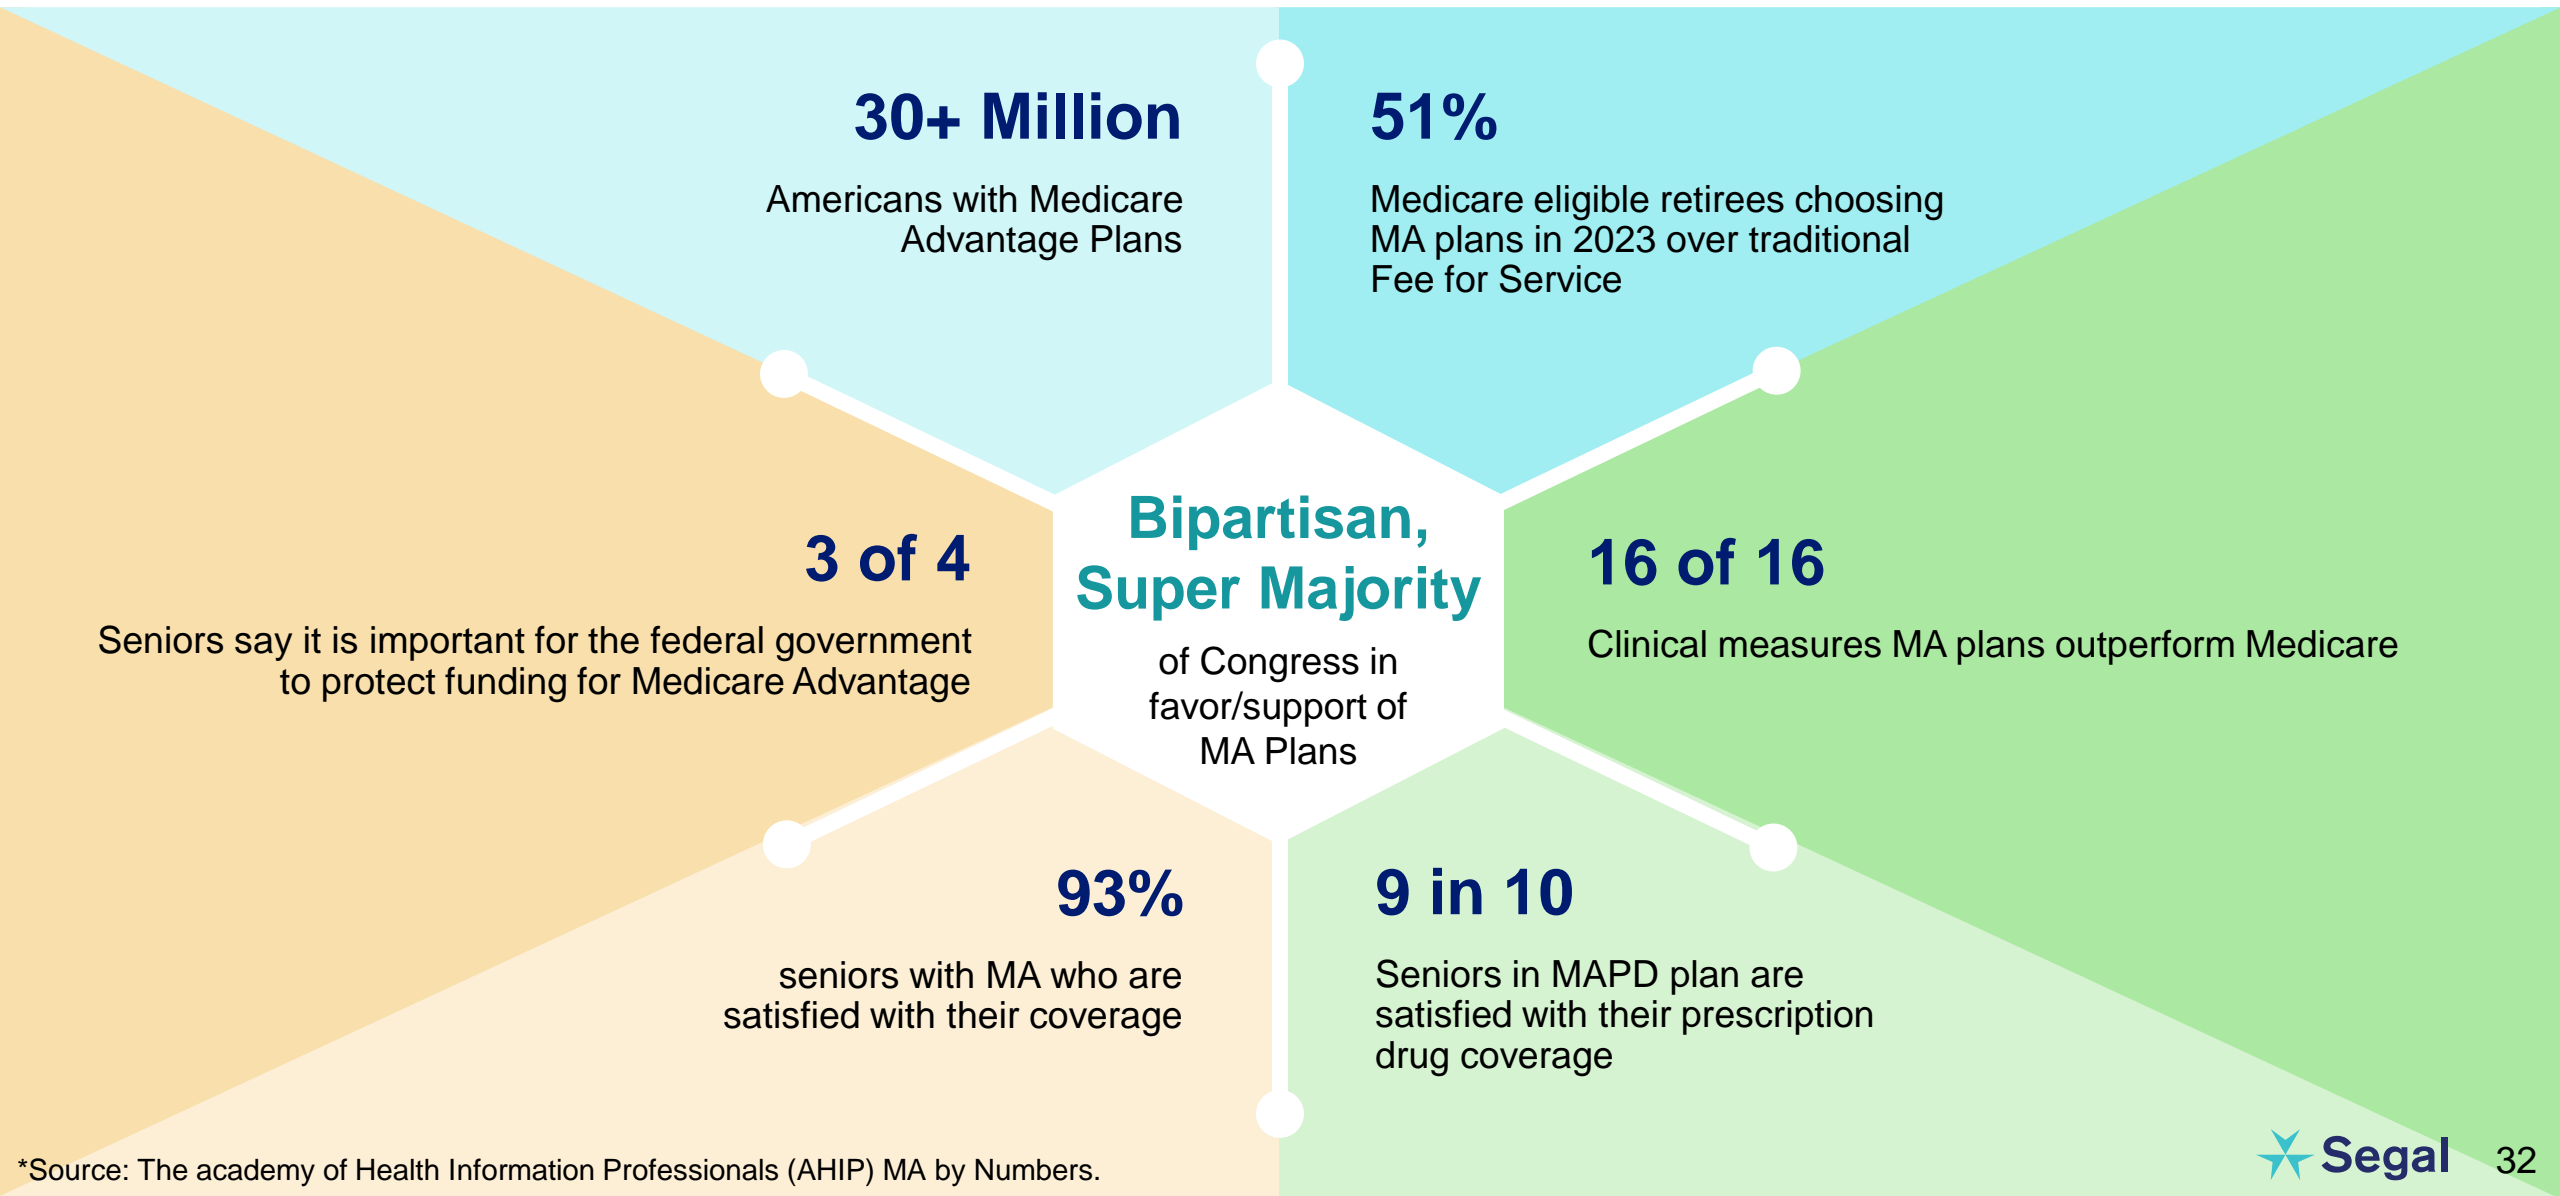 30+ Million
Americans with Medicare
Advantage Plans
51%
Medicare eligible retirees choosing
MA plans in 2023 over traditional
Fee for Service
3 of 4
Seniors say it is important for the federal government
to protect funding for Medicare Advantage
Bipartisan,
Super Majority
of Congress in
favor/support of
MA Plans
16 of 16
Clinical measures MA plans outperform Medicare
93%
seniors with MA who are
satisfied with their coverage
9 in 10
Seniors in MAPD plan are
satisfied with their prescription
drug coverage
*Source: The academy of Health Information Professionals (AHIP) MA by Numbers.
Segal
32